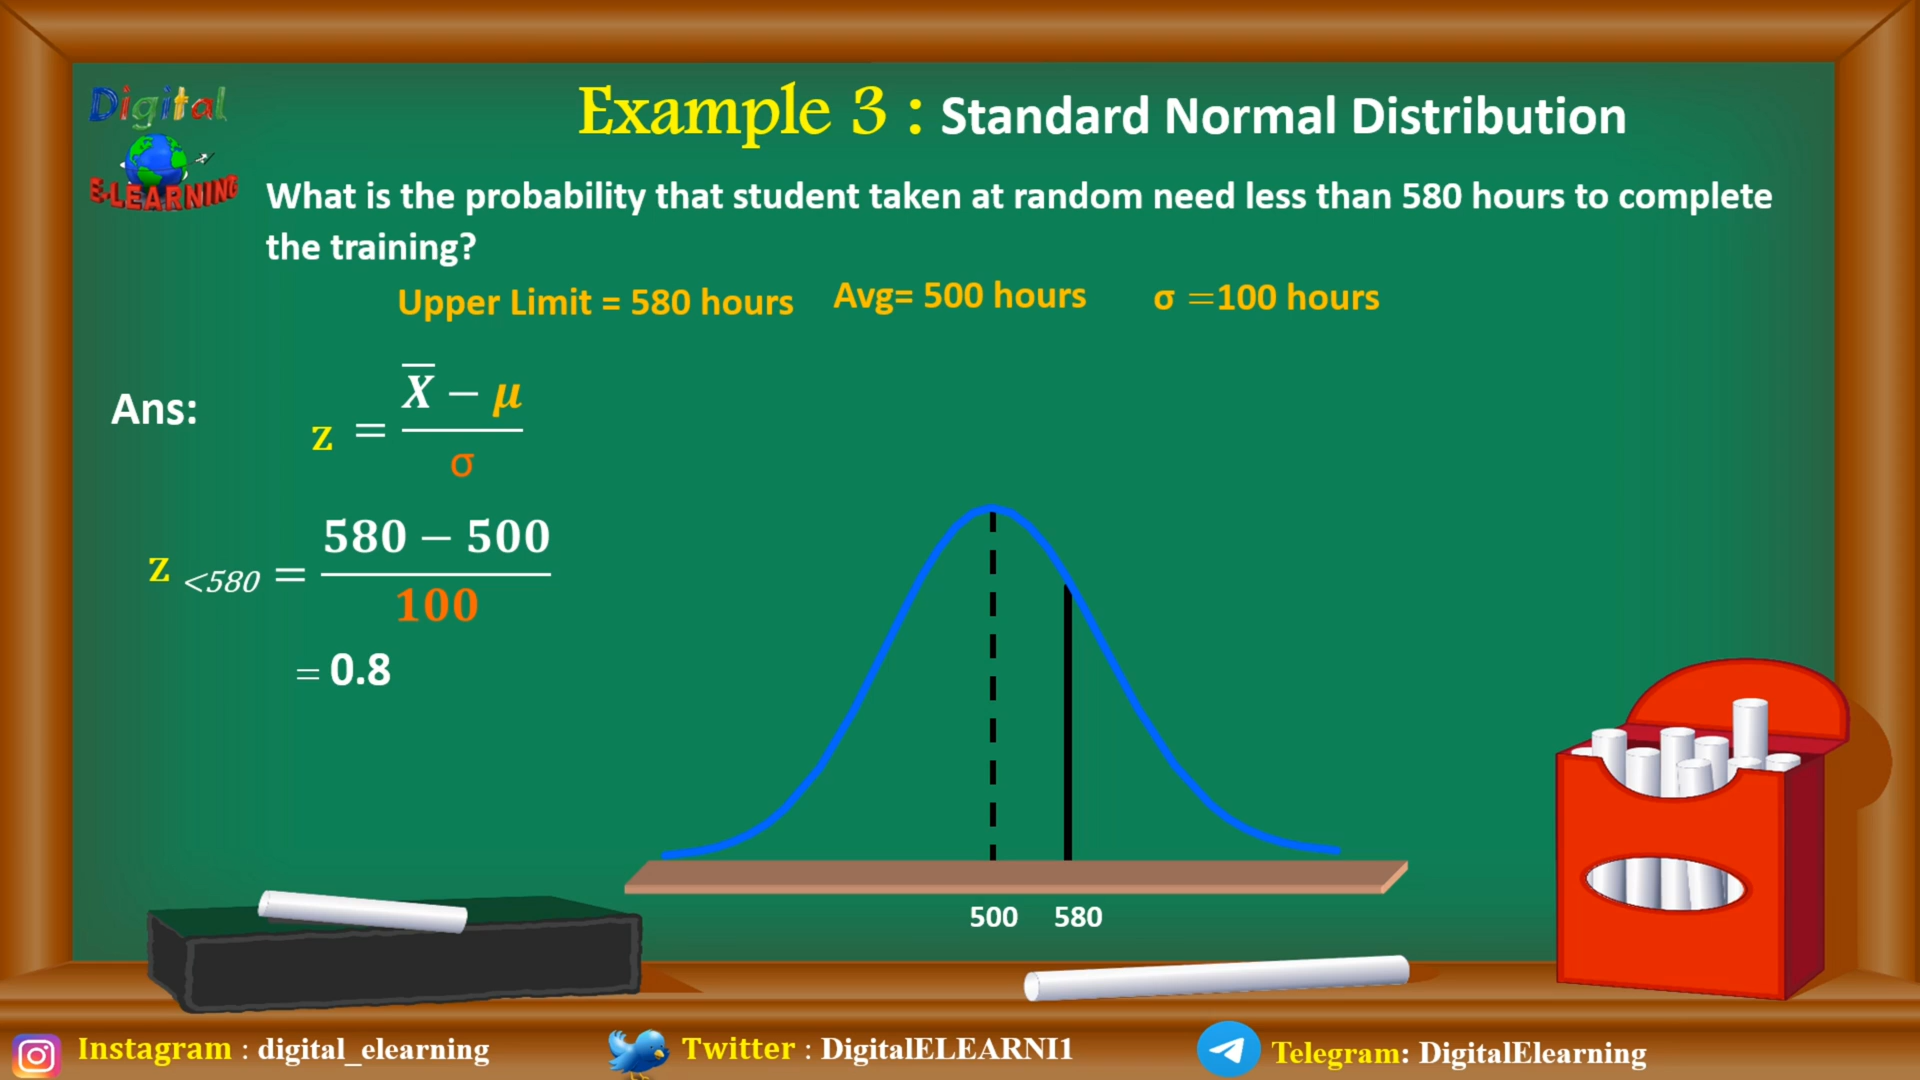 Digital
E-LEARNING
Example 3 : Standard Normal Distribution
What is the probability that student taken at random need less than 580 hours to complete
the training?
Upper Limit = 580 hours Avg= 500 hours σ =100 hours
Ans:
z = (X̅ − μ) / σ
z <580 = (580 − 500) / 100
= 0.8
500 580
Instagram : digital_elearning Twitter : DigitalELEARNI1 Telegram: DigitalElearning